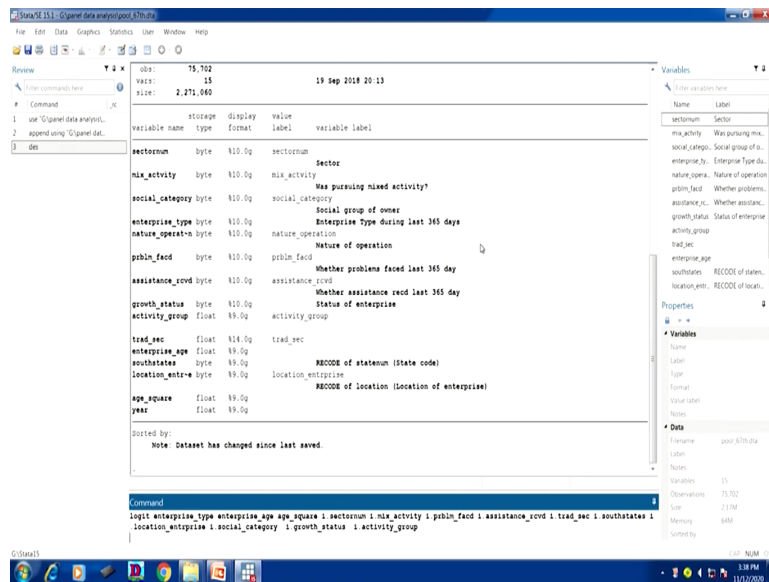 Stata/SE 15.1 - G:\panel data analysis\pool_67th.dta
File Edit Data Graphics Statistics User Window Help
Review
Filter commands here
# Command _rc
1 use "G:\panel data analysis\...
2 append using "G:\panel dat...
3 des
obs: 75,702
vars: 15 19 Sep 2018 20:13
size: 2,271,060
storage display value
variable name type format label variable label
sectornum byte %10.0g sectornum
Sector
mix_actvity byte %10.0g mix_actvty
Was pursuing mixed activity?
social_category byte %10.0g social_category
Social group of owner
enterprise_type byte %10.0g Enterprise Type during last 365 days
nature_operat~n byte %10.0g nature_operation
Nature of operation
prblm_facd byte %10.0g prblm_facd
Whether problems faced last 365 day
assistance_rcvd byte %10.0g assistance_rcvd
Whether assistance recd last 365 day
growth_status byte %10.0g Status of enterprise
activity_group float %9.0g activity_group
trad_sec float %14.0g trad_sec
enterprise_age float %9.0g
southstates byte %9.0g RECODE of statenum (State code)
location_entr~e byte %9.0g location_entrprise
RECODE of location (Location of enterprise)
age_square float %9.0g
year float %9.0g
Sorted by:
Note: Dataset has changed since last saved.
.
Command
logit enterprise_type enterprise_age age_square i.sectornum i.mix_actvity i.prblm_facd i.assistance_rcvd i.trad_sec i.southstates i
.location_entrprise i.social_category i.growth_status i.activity_group
Variables
Filter variables here
Name Label
sectornum Sector
mix_actvity Was pursuing mix...
social_catego... Social group of o...
enterprise_ty... Enterprise Type du...
nature_opera... Nature of operation
prblm_facd Whether problems...
assistance_rc... Whether assistanc...
growth_status Status of enterprise
activity_group
trad_sec
enterprise_age
southstates RECODE of staten...
location_entr... RECODE of locati...
Properties
Variables
Name
Label
Type
Format
Value label
Notes
Data
Filename pool_67th.dta
Label
Notes
Variables 15
Observations 75,702
Size 2.17M
Memory 64M
Sorted by
G:\Stata15
CAP NUM
3:38 PM
11/12/2020